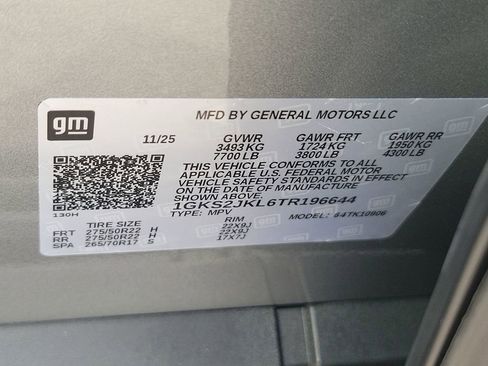 gm
MFD BY GENERAL MOTORS LLC
11/25 GVWR GAWR FRT GAWR RR
3493 KG 1724 KG 1950 KG
7700 LB 3800 LB 4300 LB
THIS VEHICLE CONFORMS TO ALL
APPLICABLE U.S. FEDERAL MOTOR
VEHICLE SAFETY STANDARDS IN EFFECT
ON THE DATE OF MANUFACTURE
1GKS2JKL6TR196644
130H TYPE: MPV MODEL: S4TK10906
TIRE SIZE RIM
FRT 275/50R22 H 22X9J
RR 275/50R22 H 22X9J
SPA 265/70R17 S 17X7J